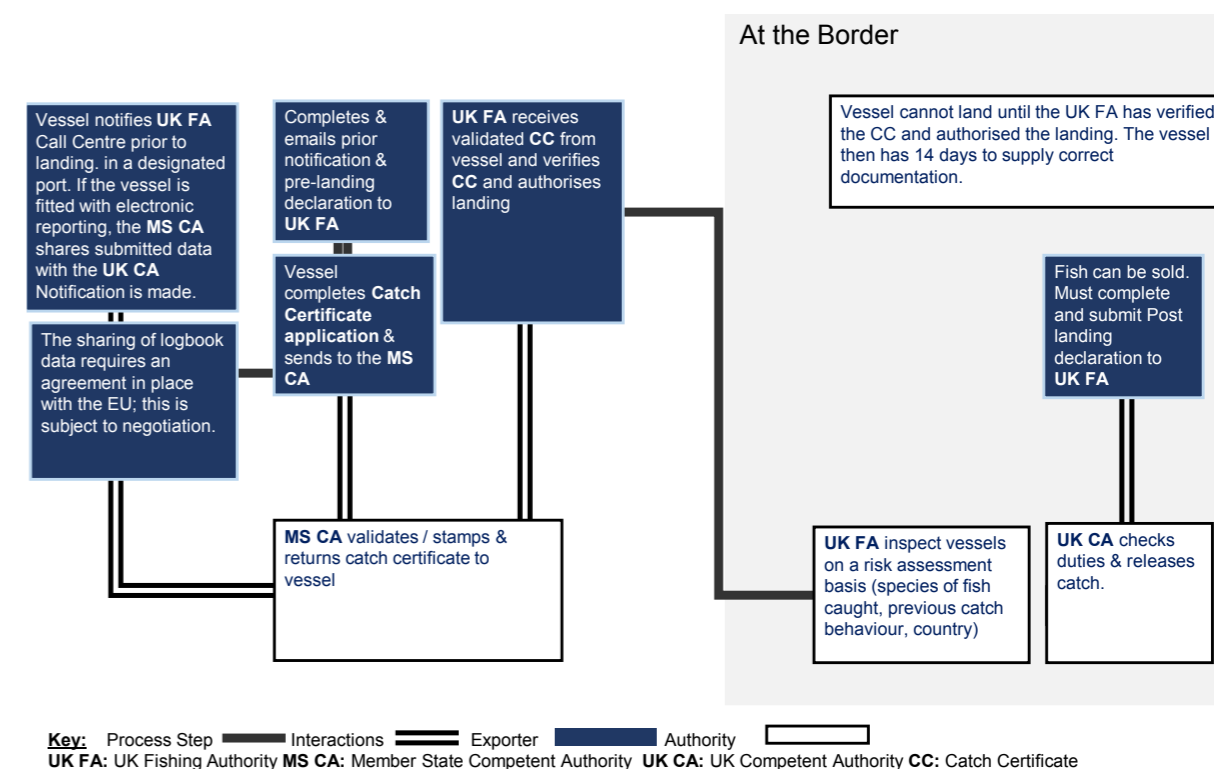 At the Border
Vessel notifies UK FA
Call Centre prior to
landing. in a designated
port. If the vessel is
fitted with electronic
reporting, the MS CA
shares submitted data
with the UK CA
Notification is made.
The sharing of logbook
data requires an
agreement in place
with the EU; this is
subject to negotiation.
Completes &
emails prior
notification &
pre-landing
declaration to
UK FA
Vessel
completes Catch
Certificate
application &
sends to the MS
CA
UK FA receives
validated CC from
vessel and verifies
CC and authorises
landing
MS CA validates / stamps &
returns catch certificate to
vessel
Vessel cannot land until the UK FA has verified
the CC and authorised the landing. The vessel
then has 14 days to supply correct
documentation.
Fish can be sold.
Must complete
and submit Post
landing
declaration to
UK FA
UK FA inspect vessels
on a risk assessment
basis (species of fish
caught, previous catch
behaviour, country)
UK CA checks
duties & releases
catch.
Key: Process Step Interactions Exporter Authority
UK FA: UK Fishing Authority MS CA: Member State Competent Authority UK CA: UK Competent Authority CC: Catch Certificate